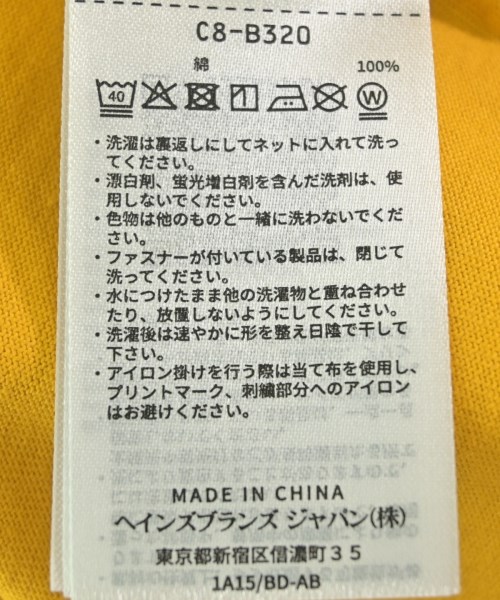 C8-B320
綿 100%
40 W
・洗濯は裏返しにしてネットに入れて洗っ
てください。
・漂白剤、蛍光増白剤を含んだ洗剤は、使
用しないでください。
・色物は他のものと一緒に洗わないでくだ
さい。
・ファスナーが付いている製品は、閉じて
洗ってください。
・水につけたまま他の洗濯物と重ね合わせ
たり、放置しないようにしてください。
・洗濯後は速やかに形を整え日陰で干して
下さい。
・アイロン掛けを行う際は当て布を使用し、
プリントマーク、刺繍部分へのアイロン
はお避けください。
MADE IN CHINA
ヘインズブランズ ジャパン(株)
東京都新宿区信濃町３５
1A15/BD-AB